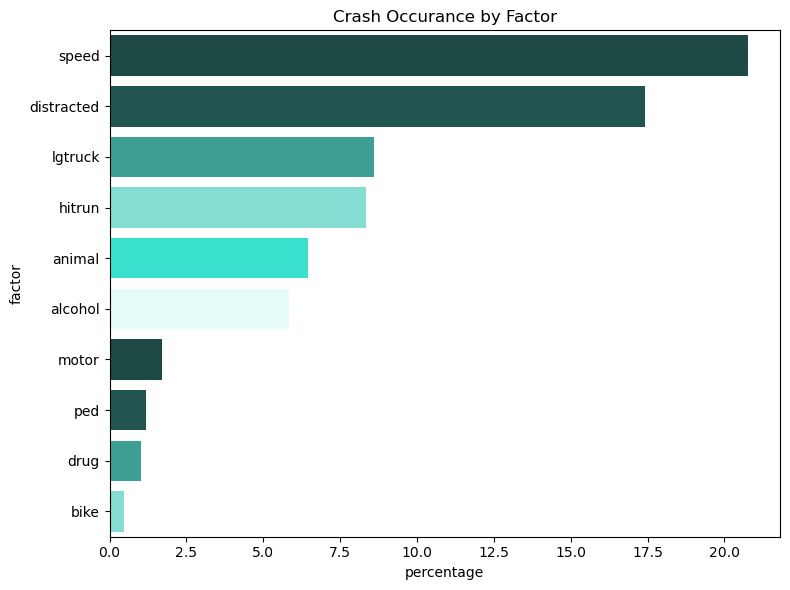 Crash Occurance by Factor
speed
distracted
lgtruck
hitrun
animal
alcohol
motor
ped
drug
bike
factor
0.0 2.5 5.0 7.5 10.0 12.5 15.0 17.5 20.0
percentage